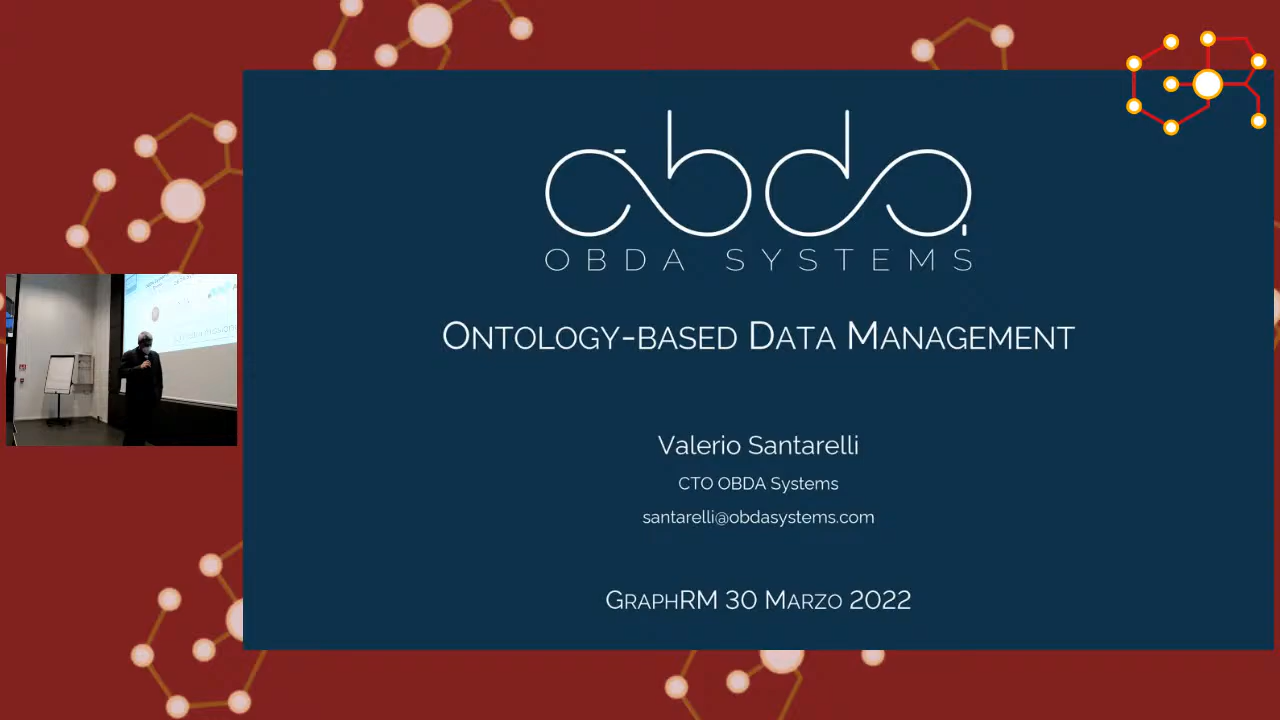 obda
OBDA SYSTEMS
ONTOLOGY-BASED DATA MANAGEMENT
Valerio Santarelli
CTO OBDA Systems
santarelli@obdasystems.com
GRAPHRM 30 MARZO 2022